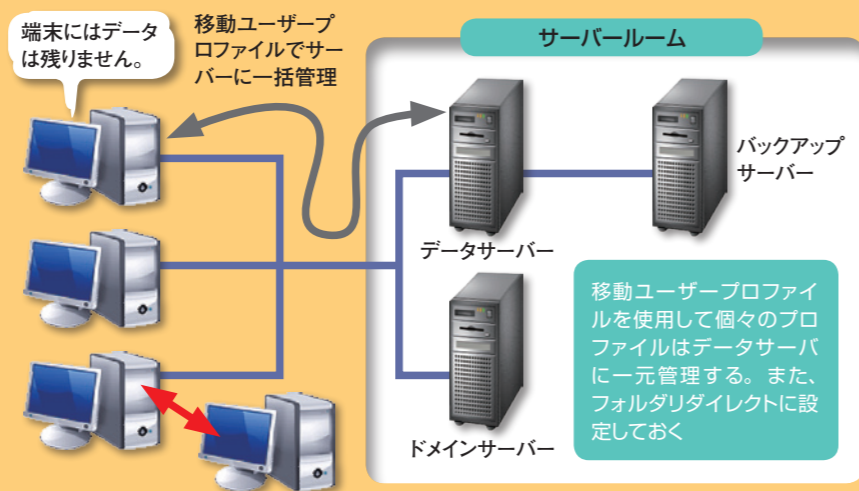 端末にはデータ
は残りません。
移動ユーザープ
ロファイルでサー
バーに一括管理
サーバールーム
バックアップ
サーバー
データサーバー
移動ユーザープロファイ
ルを使用して個々のプロ
ファイルはデータサーバ
に一元管理する。また、
フォルダリダイレクトに設
定しておく
ドメインサーバー